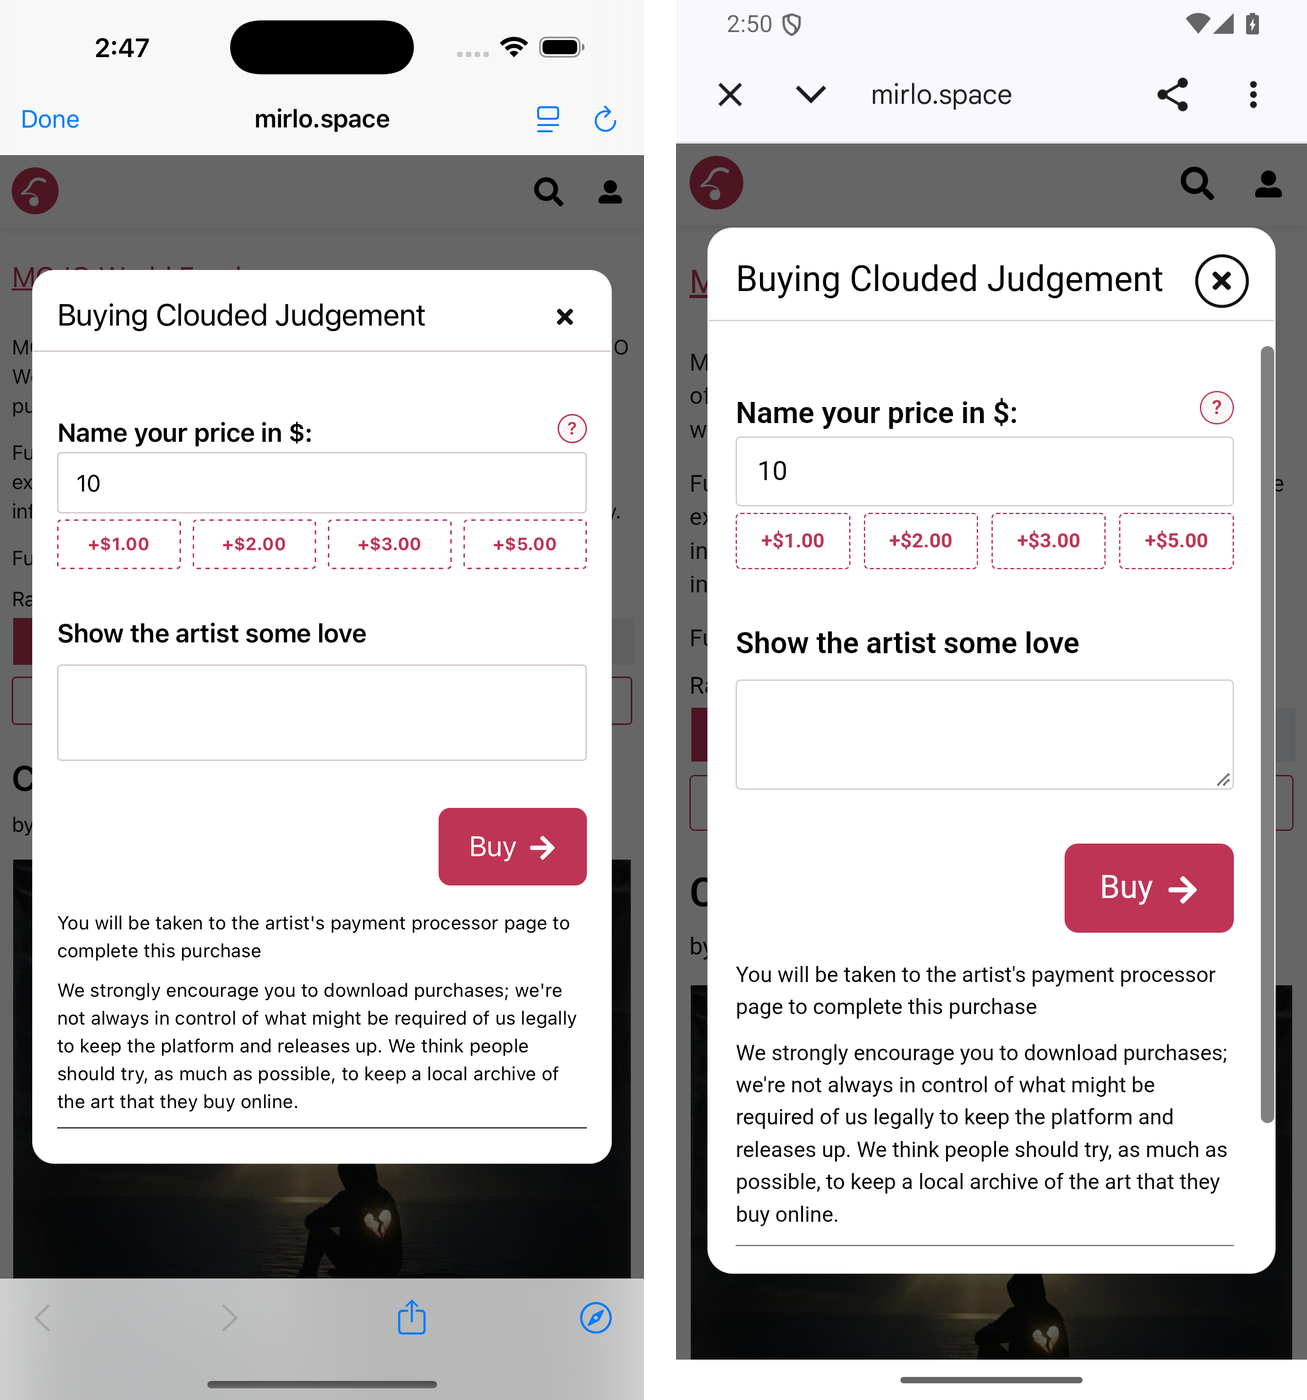 2:47
Done
mirlo.space
Buying Clouded Judgement
Name your price in $:
?
10
+$1.00 +$2.00 +$3.00 +$5.00
Show the artist some love
Buy
You will be taken to the artist's payment processor page to
complete this purchase
We strongly encourage you to download purchases; we're
not always in control of what might be required of us legally
to keep the platform and releases up. We think people
should try, as much as possible, to keep a local archive of
the art that they buy online.
2:50
mirlo.space
Buying Clouded Judgement
Name your price in $:
?
10
+$1.00 +$2.00 +$3.00 +$5.00
Show the artist some love
Buy
You will be taken to the artist's payment processor
page to complete this purchase
We strongly encourage you to download purchases;
we're not always in control of what might be
required of us legally to keep the platform and
releases up. We think people should try, as much as
possible, to keep a local archive of the art that they
buy online.